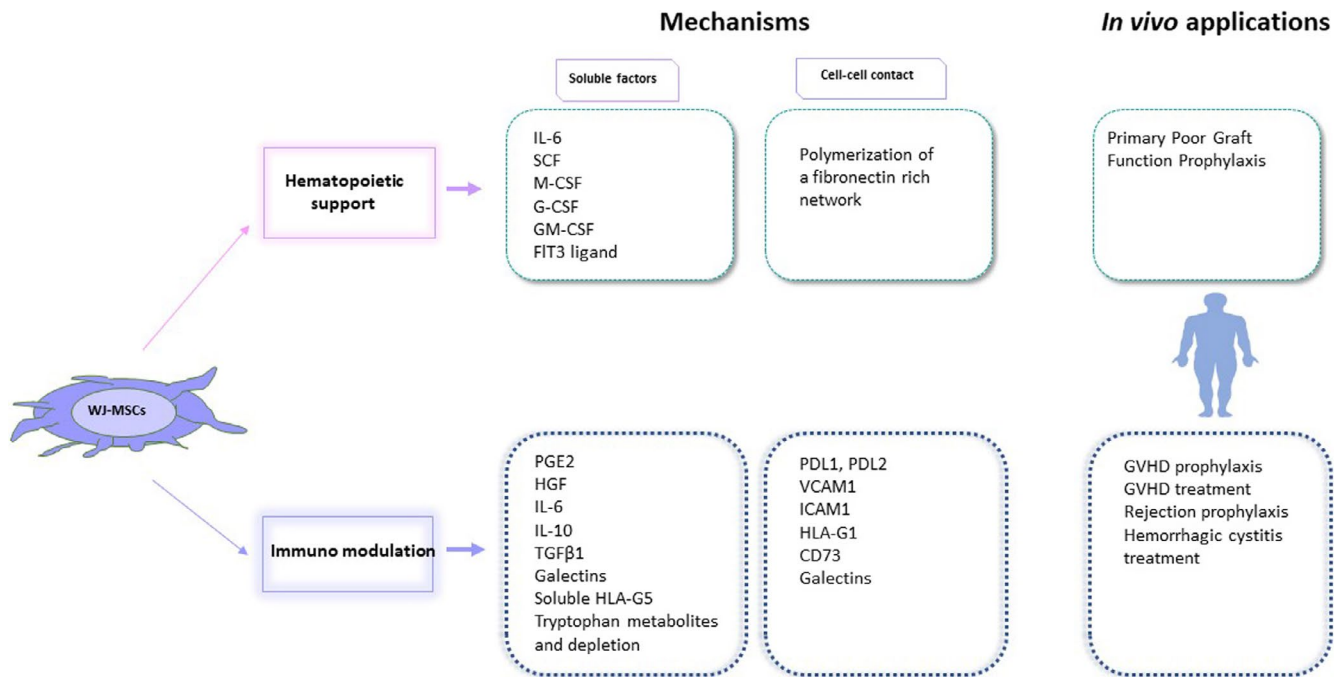 Mechanisms
In vivo applications
Soluble factors
Cell-cell contact
Hematopoietic
support
IL-6
SCF
M-CSF
G-CSF
GM-CSF
FlT3 ligand
Polymerization of
a fibronectin rich
network
Primary Poor Graft
Function Prophylaxis
WJ-MSCs
Immuno modulation
PGE2
HGF
IL-6
IL-10
TGFβ1
Galectins
Soluble HLA-G5
Tryptophan metabolites
and depletion
PDL1, PDL2
VCAM1
ICAM1
HLA-G1
CD73
Galectins
GVHD prophylaxis
GVHD treatment
Rejection prophylaxis
Hemorrhagic cystitis
treatment